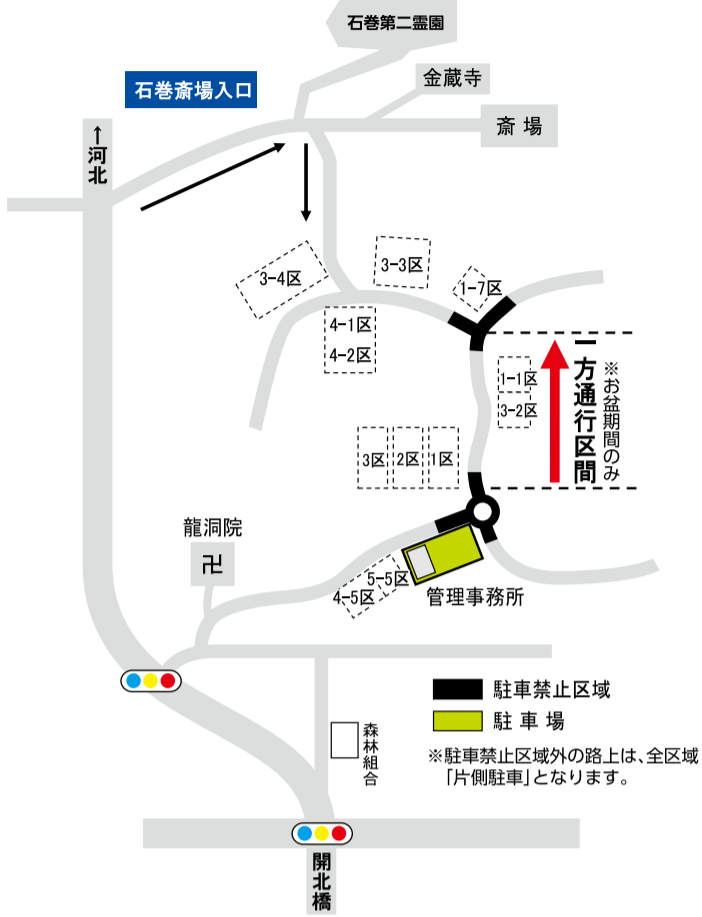 石巻第二霊園
金蔵寺
石巻斎場入口
斎場
↑河北
3-3区
3-4区
1-7区
4-1区
4-2区
一方通行区間
※お盆期間のみ
1-1区
3-2区
3区
2区
1区
龍洞院
卍
5-5区
4-5区
管理事務所
駐車禁止区域
駐車場
森林組合
※駐車禁止区域外の路上は、全区域
「片側駐車」となります。
開北橋